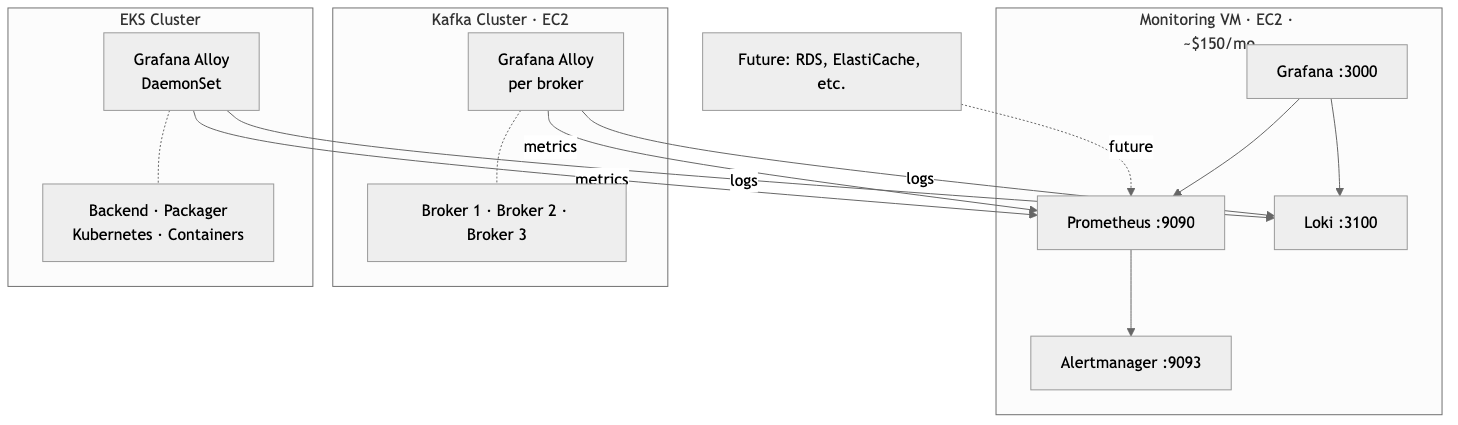 EKS Cluster
Grafana Alloy
DaemonSet
Backend · Packager
Kubernetes · Containers
Kafka Cluster · EC2
Grafana Alloy
per broker
Broker 1 · Broker 2 ·
Broker 3
Future: RDS, ElastiCache,
etc.
metrics
metrics
logs
logs
future
Monitoring VM · EC2 ·
~$150/mo
Grafana :3000
Prometheus :9090
Loki :3100
Alertmanager :9093